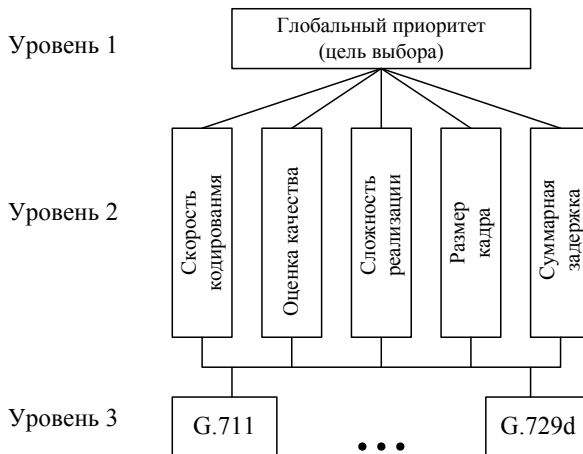 Уровень 1
Глобальный приоритет
(цель выбора)
Уровень 2
Скорость
кодированмя
Оценка качества
Сложность
реализации
Размер
кадра
Суммарная
задержка
Уровень 3
G.711
...
G.729d